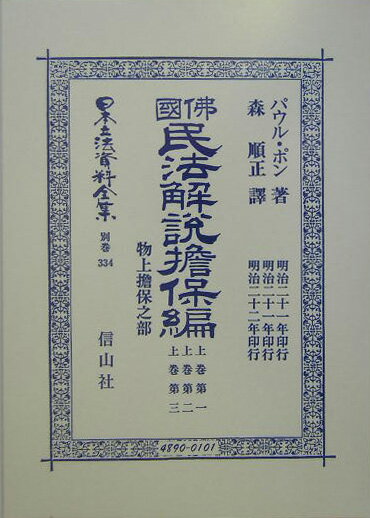 パウル・ポン 著
森 順正 譯
明治二十一年印行
明治二十一年印行
明治二十二年印行
佛國
民法解説擔保編
物上擔保之部
上巻第一
上巻第二
上巻第三
日本立法資料全集
別巻
334
信山社
4890-0101